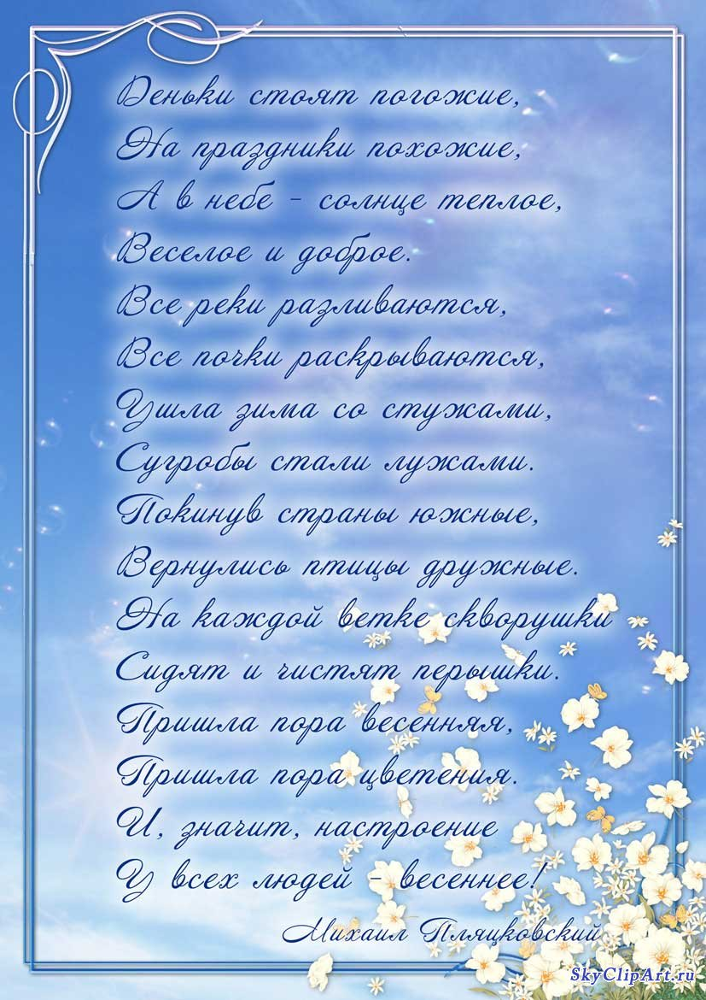 Деньки стоят погожие,
На праздники похожие,
А в небе - солнце теплое,
Веселое и доброе.
Все реки разливаются,
Все почки раскрываются,
Ушла зима со стужами,
Сугробы стали лужами.
Покинув страны южные,
Вернулись птицы дружные.
На каждой ветке скворушки
Сидят и чистят перышки.
Пришла пора весенняя,
Пришла пора цветения.
И, значит, настроение
У всех людей - весеннее!
Михаил Пляцковский
SkyClipArt.ru